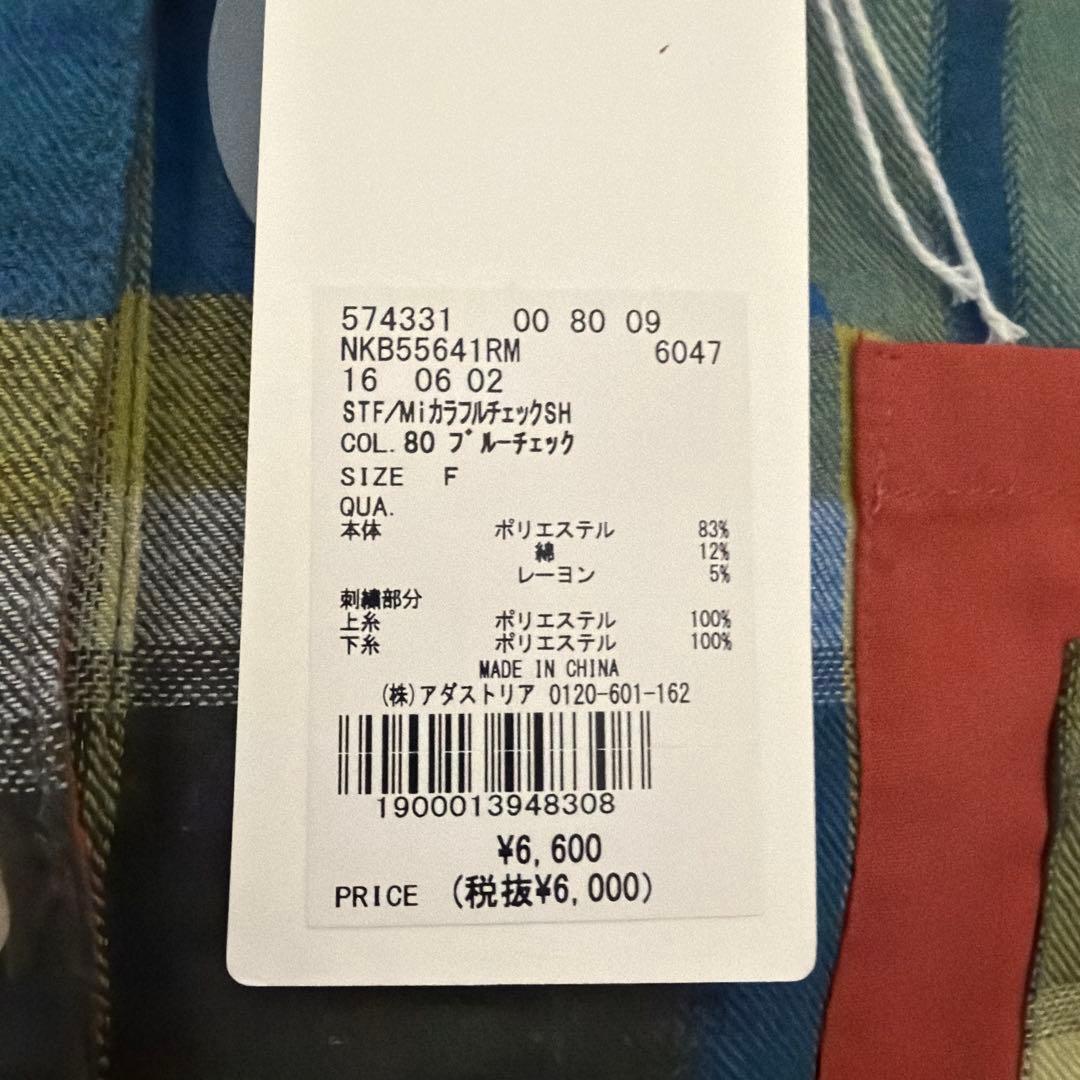 574331 00 80 09
NKB55641RM 6047
16 06 02
STF/MiカラフルチェックSH
COL.80 ブルーチェック
SIZE F
QUA.
本体 ポリエステル 83%
綿 12%
レーヨン 5%
刺繍部分
上糸 ポリエステル 100%
下糸 ポリエステル 100%
MADE IN CHINA
(株)アダストリア 0120-601-162
1900013948308
¥6,600
PRICE (税抜¥6,000)